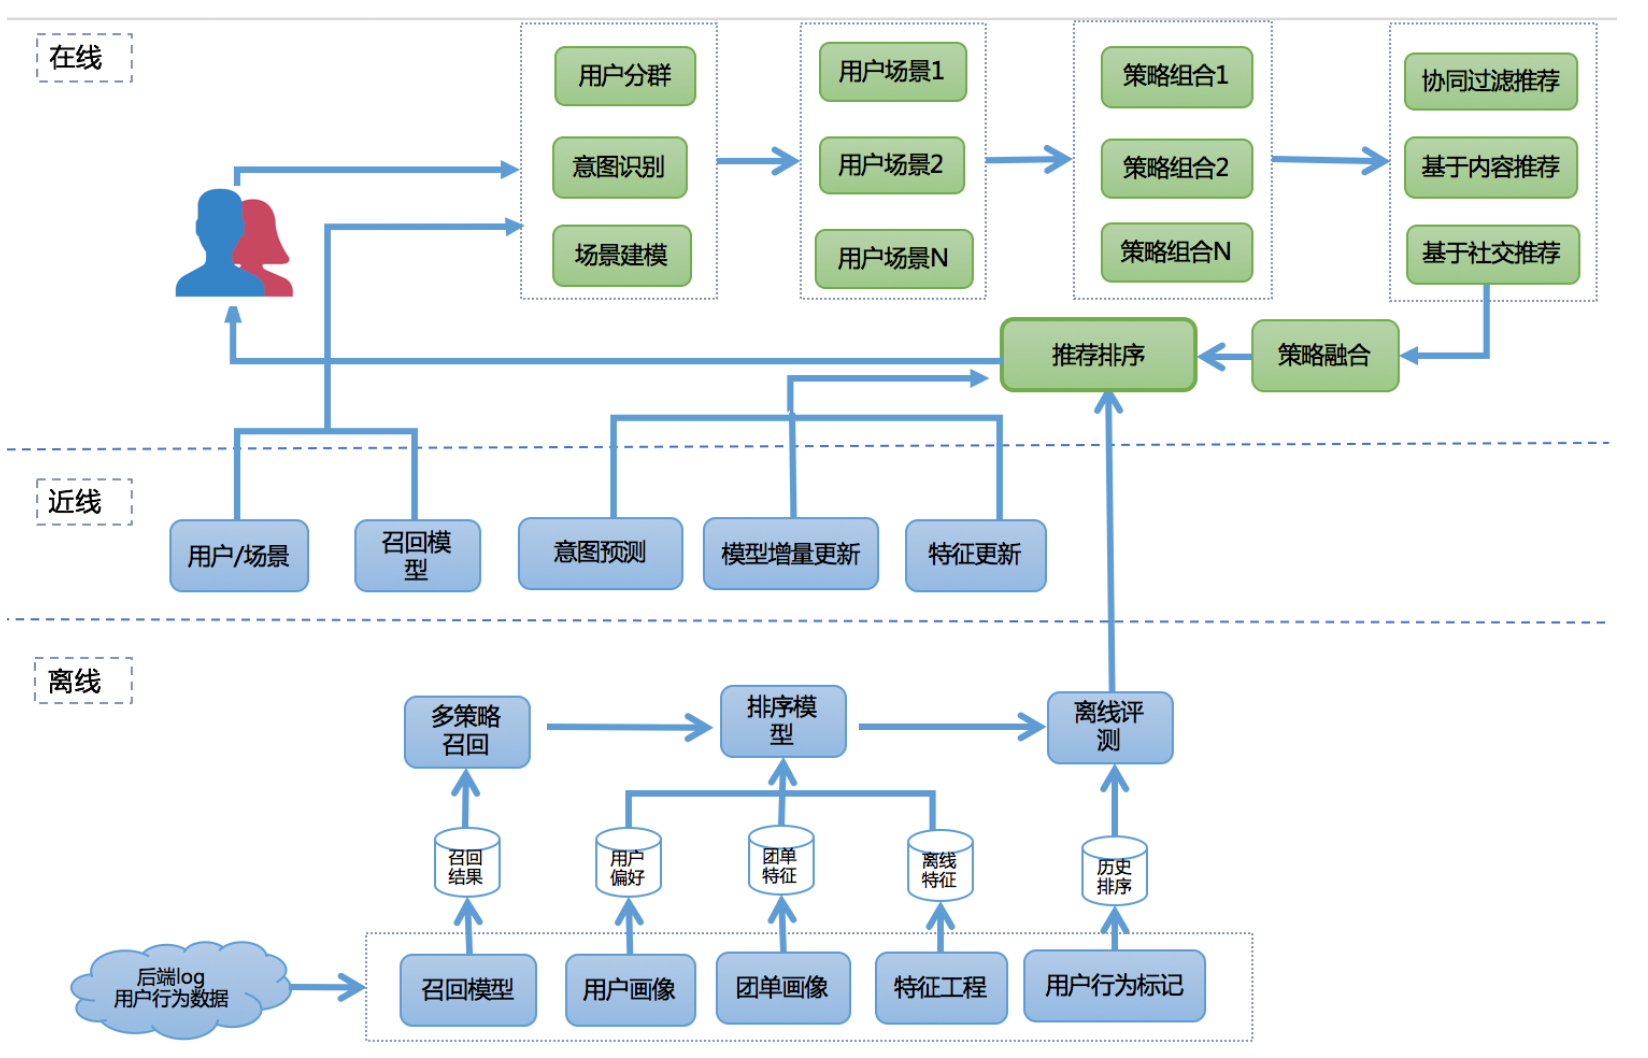 在线
用户分群
意图识别
场景建模
用户场景1
用户场景2
用户场景N
策略组合1
策略组合2
策略组合N
协同过滤推荐
基于内容推荐
基于社交推荐
推荐排序
策略融合
近线
用户/场景
召回模
型
意图预测
模型增量更新
特征更新
离线
多策略
召回
排序模
型
离线评
测
召回
结果
用户
偏好
团单
特征
离线
特征
历史
排序
后端log
用户行为数据
召回模型
用户画像
团单画像
特征工程
用户行为标记